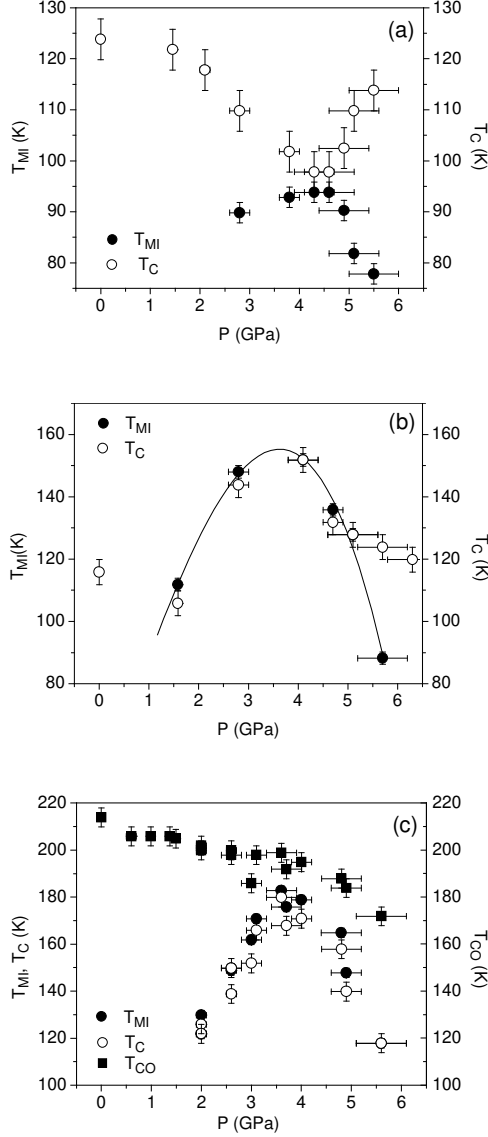 (a)
130 130
120 120
110 110
100 100
90 90
80 80
T_MI (K)
T_C (K)
T_MI
T_C
0 1 2 3 4 5 6
P (GPa)
(b)
160 160
140 140
120 120
100 100
80 80
T_MI(K)
T_C (K)
T_MI
T_C
0 1 2 3 4 5 6
P (GPa)
(c)
220 220
200 200
180 180
160 160
140 140
120 120
100 100
T_MI, T_C (K)
T_CO (K)
T_MI
T_C
T_CO
0 1 2 3 4 5 6
P (GPa)